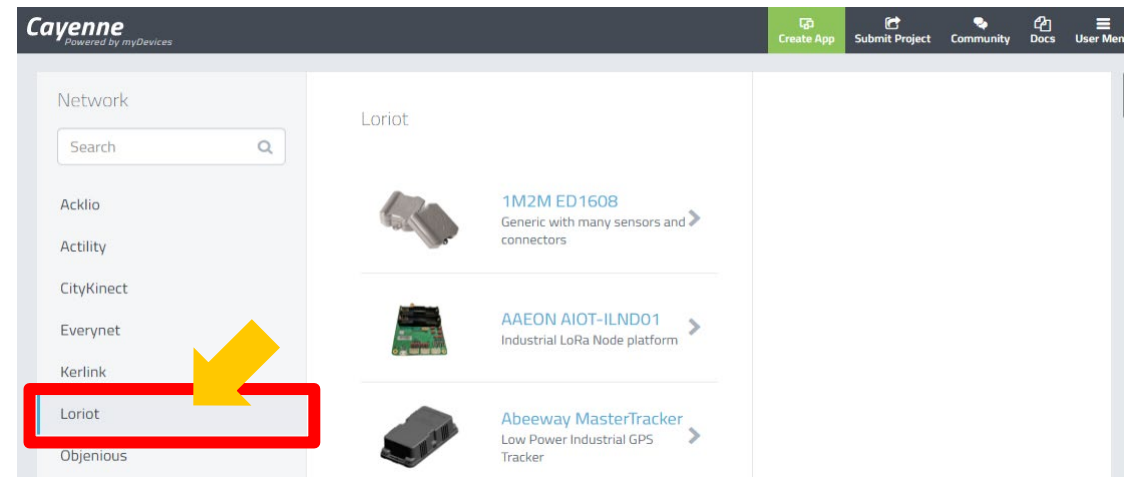 Cayenne
Powered by myDevices
Create App
Submit Project
Community
Docs
User Men
Network
Search
Acklio
Actility
CityKinect
Everynet
Kerlink
Loriot
Objenious
Loriot
1M2M ED1608
Generic with many sensors and
connectors
AAEON AIOT-ILND01
Industrial LoRa Node platform
Abeeway MasterTracker
Low Power Industrial GPS
Tracker